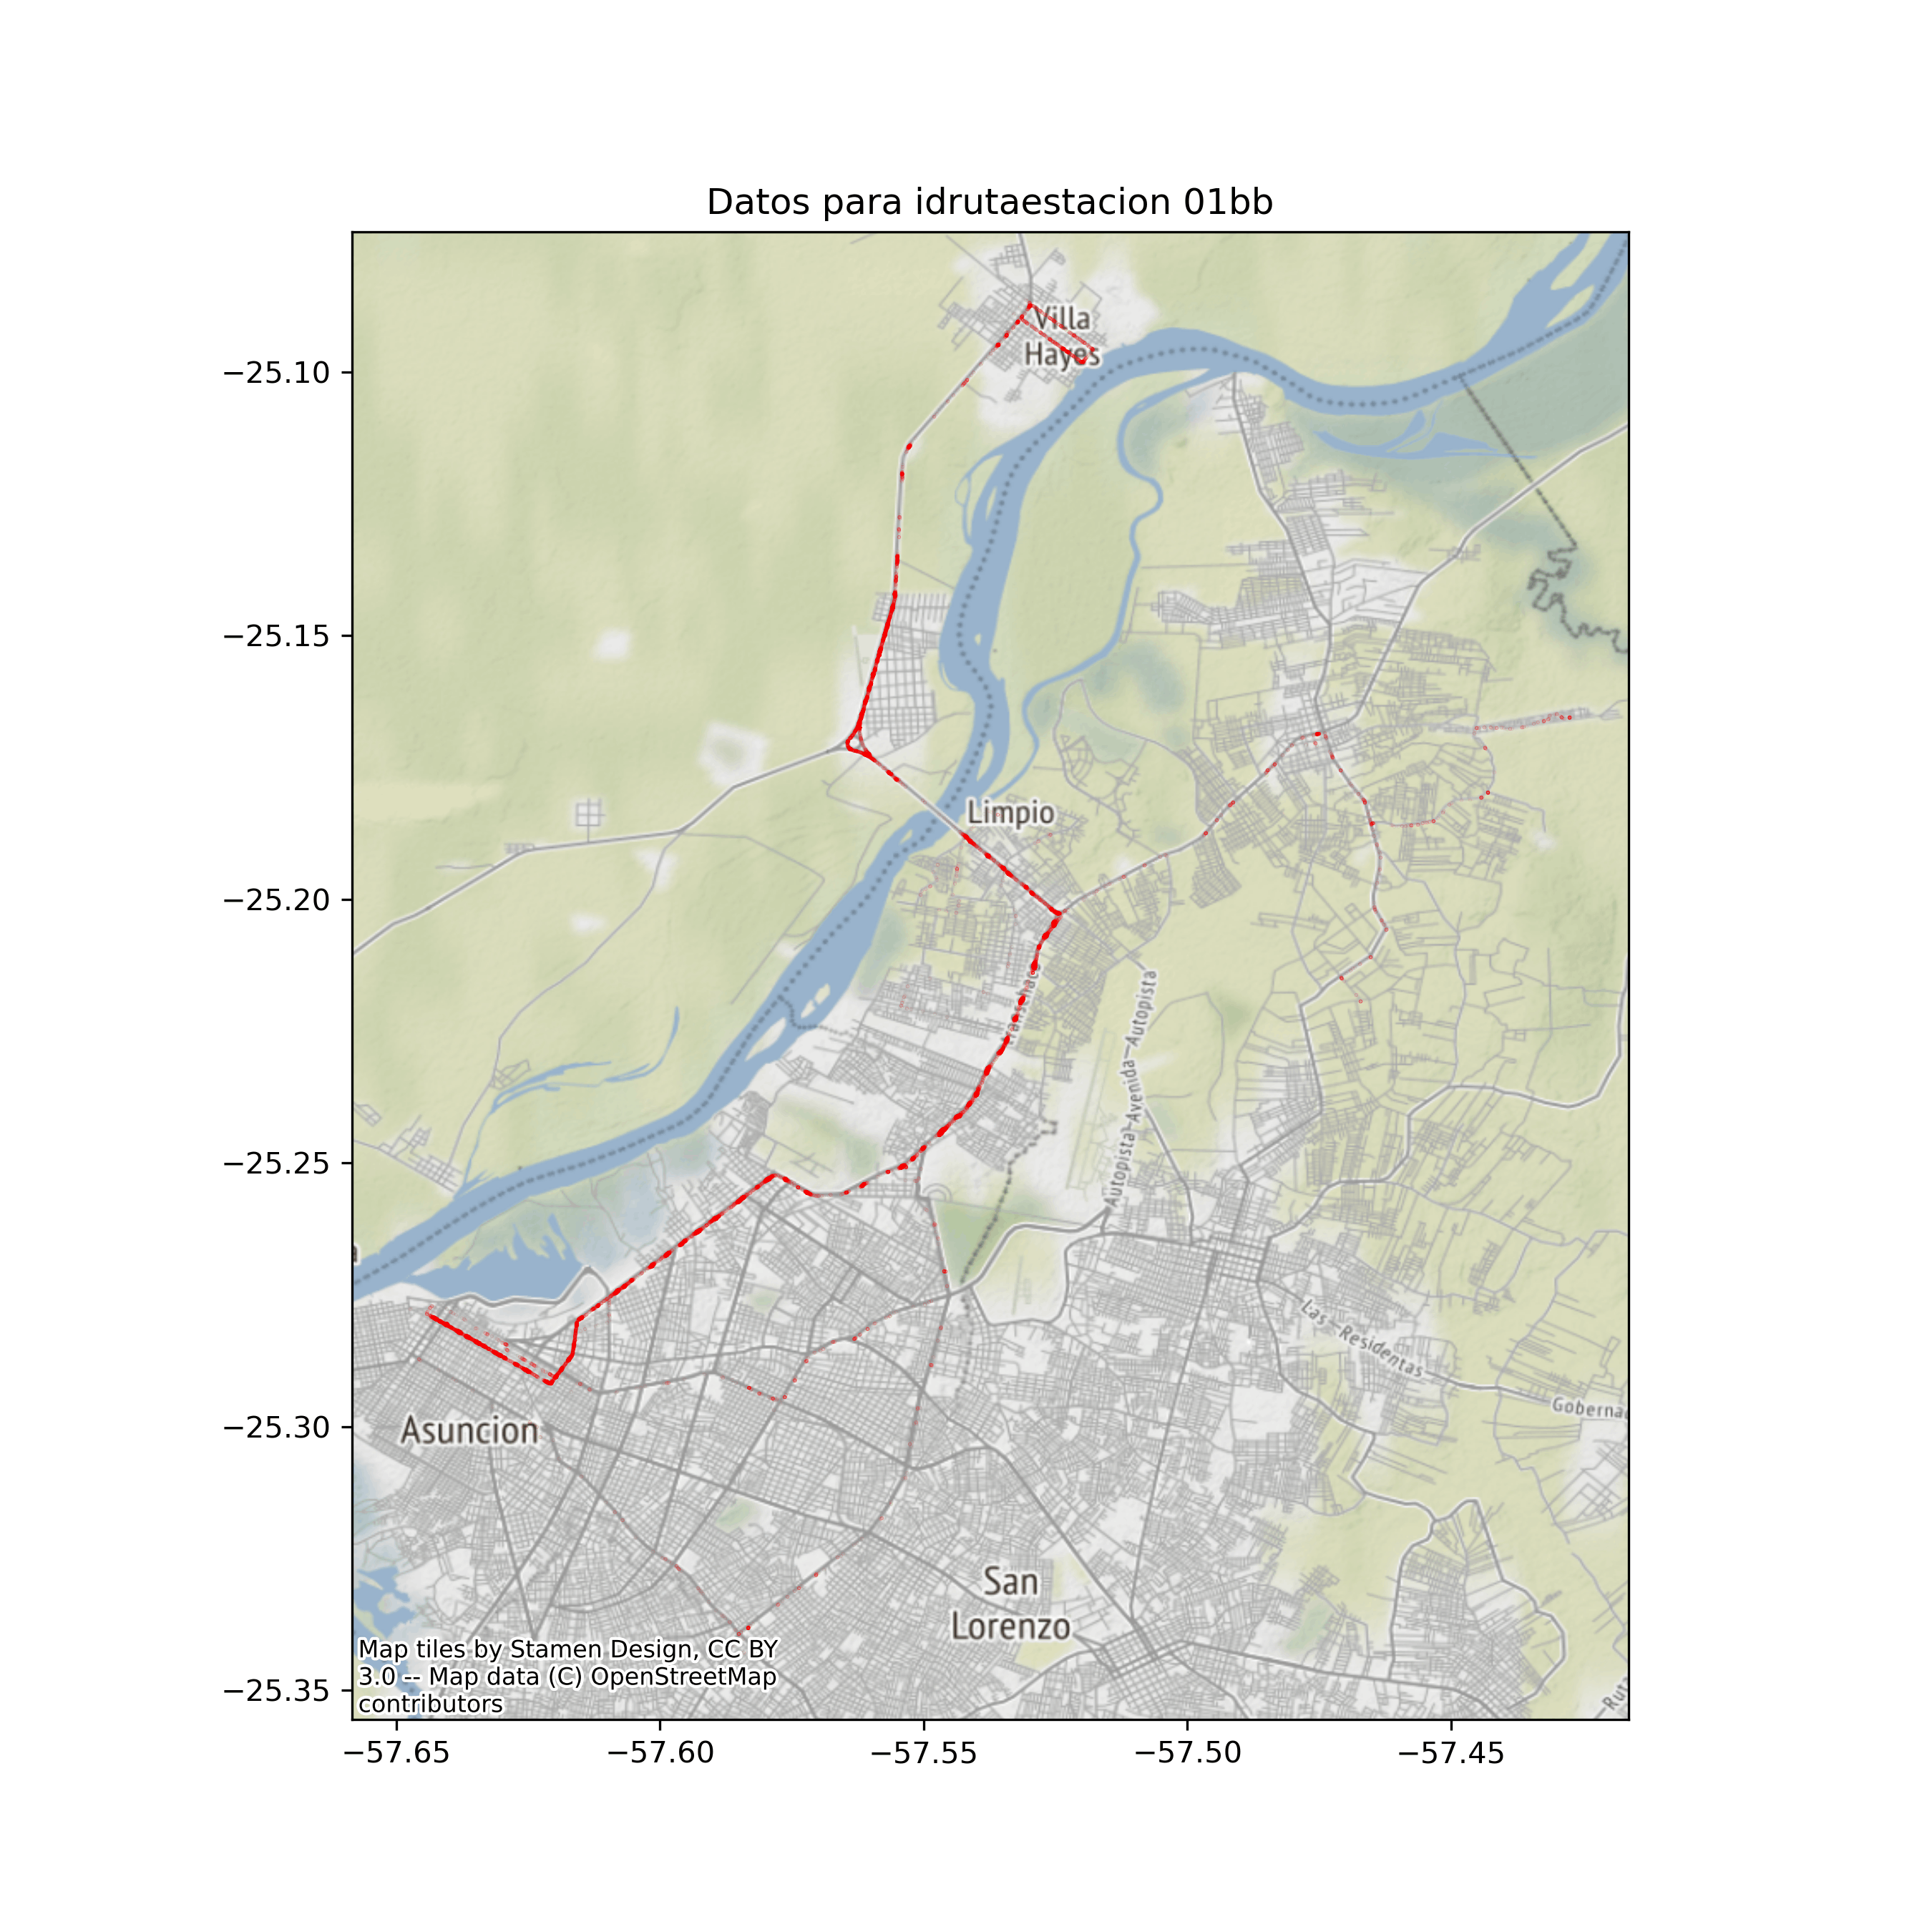 Datos para idrutaestacion 01bb
−25.10
−25.15
−25.20
−25.25
−25.30
−25.35
Villa
Hayes
Limpio
Autopista Avenida Autopista
Las Residentas
Asuncion
San
Lorenzo
Map tiles by Stamen Design, CC BY
3.0 -- Map data (C) OpenStreetMap
contributors
−57.65
−57.60
−57.55
−57.50
−57.45